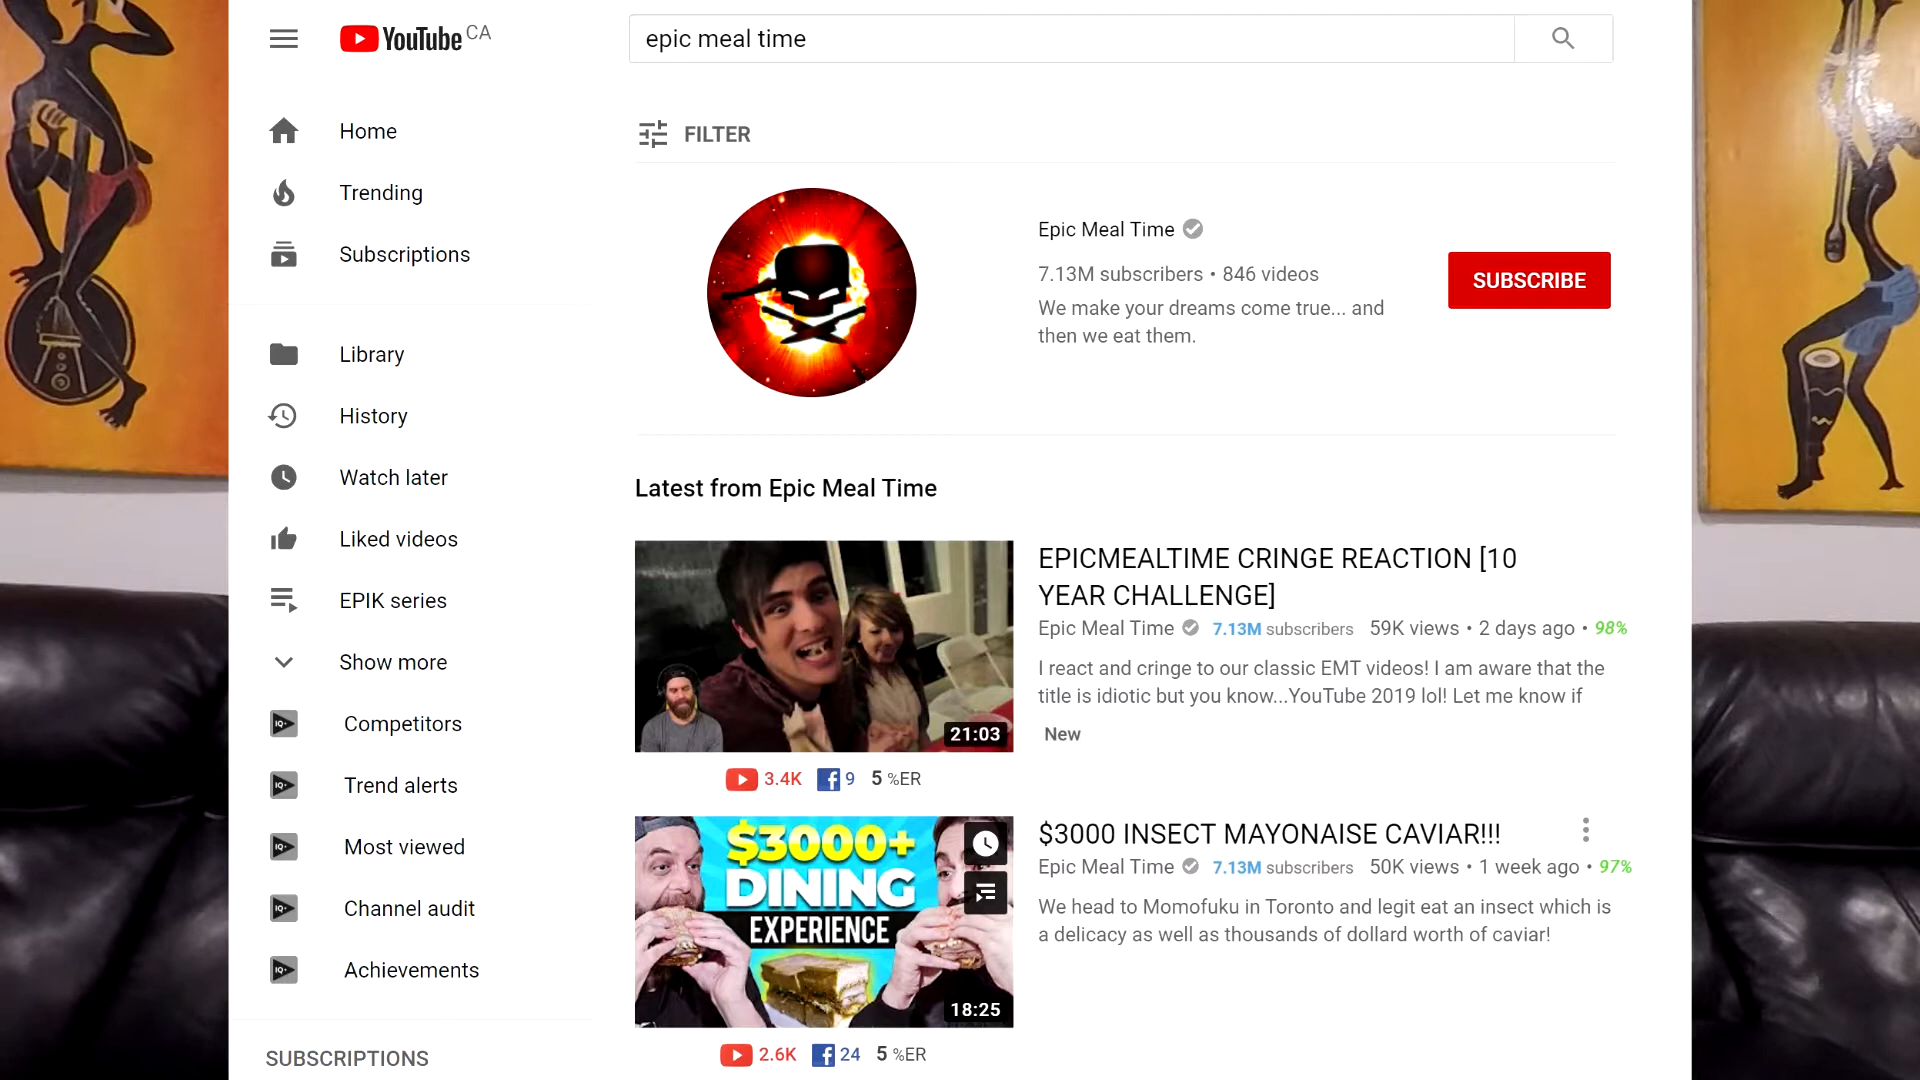 YouTube CA
epic meal time
Home
Trending
Subscriptions
Library
History
Watch later
Liked videos
EPIK series
Show more
Competitors
Trend alerts
Most viewed
Channel audit
Achievements
SUBSCRIPTIONS
FILTER
Epic Meal Time
7.13M subscribers • 846 videos
We make your dreams come true... and
then we eat them.
SUBSCRIBE
Latest from Epic Meal Time
21:03
EPICMEALTIME CRINGE REACTION [10
YEAR CHALLENGE]
Epic Meal Time 7.13M subscribers 59K views • 2 days ago • 98%
I react and cringe to our classic EMT videos! I am aware that the
title is idiotic but you know...YouTube 2019 lol! Let me know if
New
3.4K f 9 5 %ER
$3000+
DINING
EXPERIENCE
18:25
$3000 INSECT MAYONAISE CAVIAR!!!
Epic Meal Time 7.13M subscribers 50K views • 1 week ago • 97%
We head to Momofuku in Toronto and legit eat an insect which is
a delicacy as well as thousands of dollard worth of caviar!
2.6K f 24 5 %ER